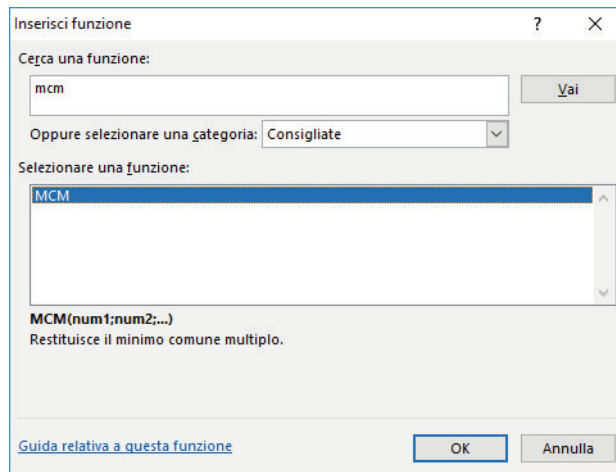 Inserisci funzione ? ×
Cerca una funzione:
mcm
Vai
Oppure selezionare una categoria: Consigliate
Selezionare una funzione:
MCM
MCM(num1;num2;...)
Restituisce il minimo comune multiplo.
Guida relativa a questa funzione
OK Annulla